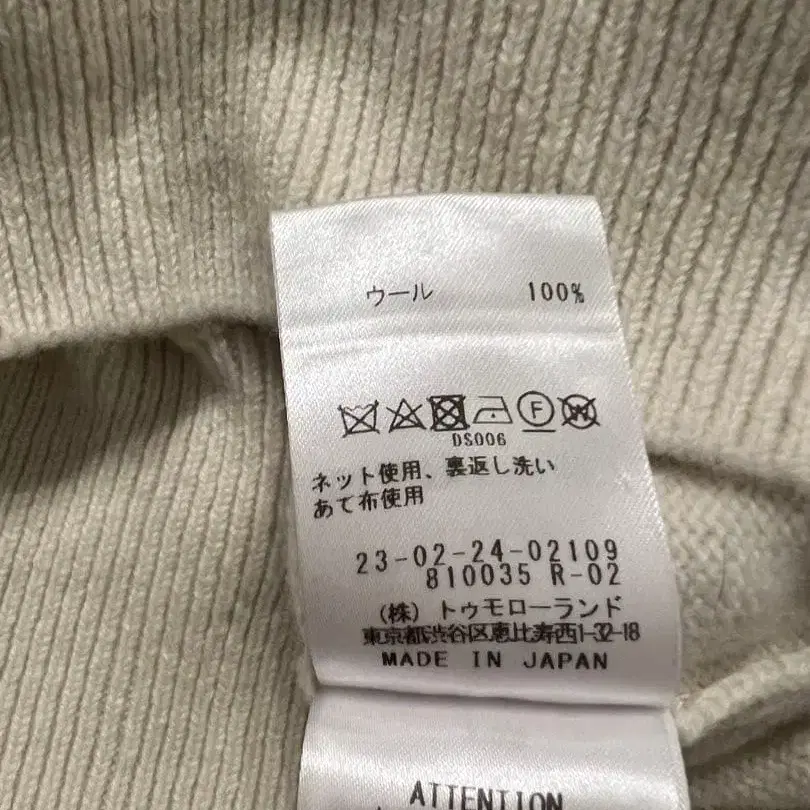 ウール 100%
F W
DS006
ネット使用、裏返し洗い
あて布使用
23-02-24-02109
810035 R-02
(株) トゥモローランド
東京都渋谷区恵比寿西1-32-18
MADE IN JAPAN
ATTENTION